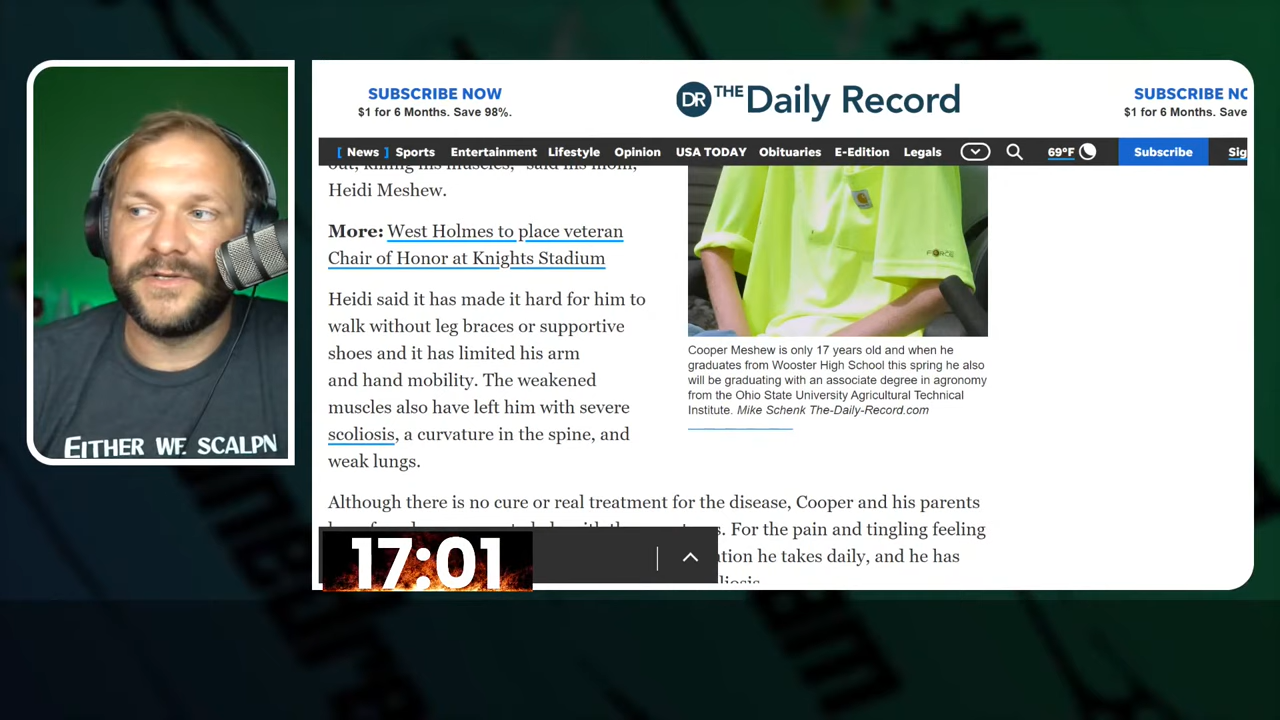 SUBSCRIBE NOW
$1 for 6 Months. Save 98%.
DR THE Daily Record
SUBSCRIBE NO
$1 for 6 Months. Save
[ News ] Sports Entertainment Lifestyle Opinion USA TODAY Obituaries E-Edition Legals 69°F Subscribe Sig
Heidi Meshew.
More: West Holmes to place veteran
Chair of Honor at Knights Stadium
Heidi said it has made it hard for him to
walk without leg braces or supportive
shoes and it has limited his arm
and hand mobility. The weakened
muscles also have left him with severe
scoliosis, a curvature in the spine, and
weak lungs.
FORCE
Cooper Meshew is only 17 years old and when he
graduates from Wooster High School this spring he also
will be graduating with an associate degree in agronomy
from the Ohio State University Agricultural Technical
Institute. Mike Schenk The-Daily-Record.com
Although there is no cure or real treatment for the disease, Cooper and his parents
s. For the pain and tingling feeling
ation he takes daily, and he has
17:01
EITHER WE SCALPN